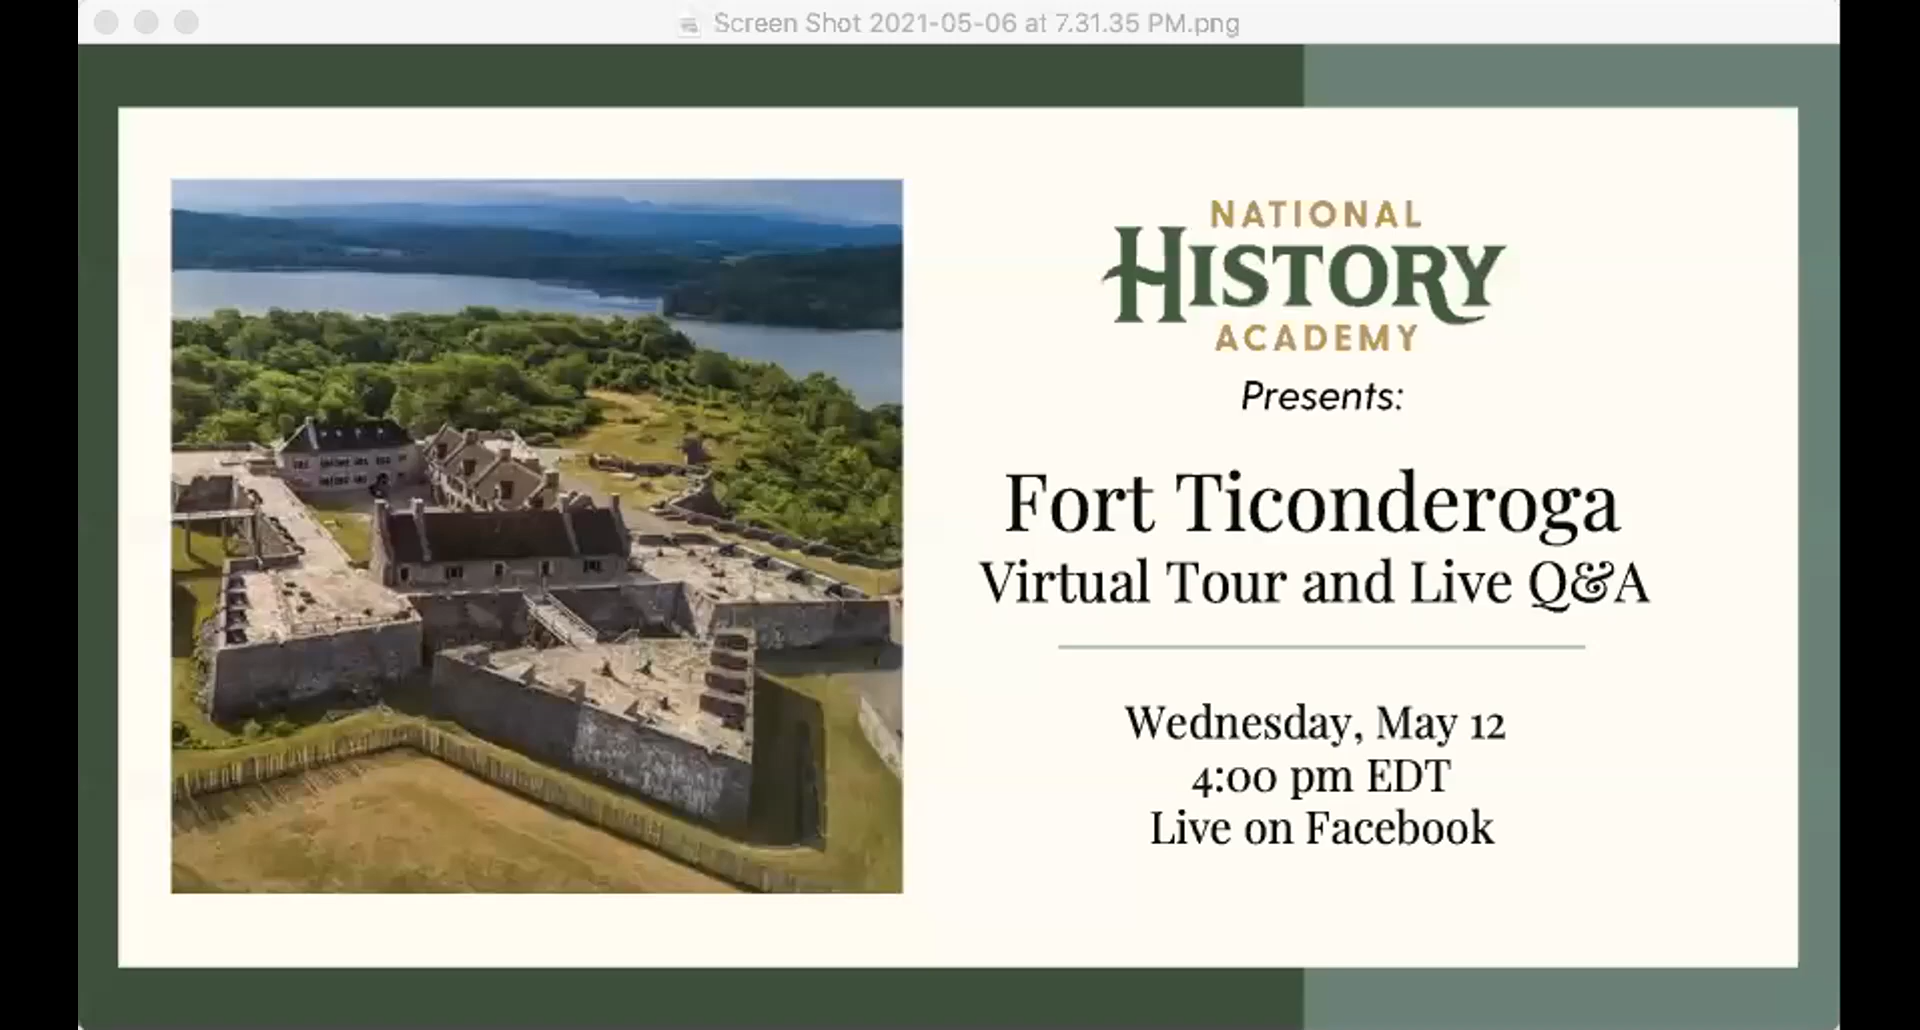 Screen Shot 2021-05-06 at 7.31.35 PM.png
NATIONAL
HISTORY
ACADEMY
Presents:
Fort Ticonderoga
Virtual Tour and Live Q&A
Wednesday, May 12
4:00 pm EDT
Live on Facebook